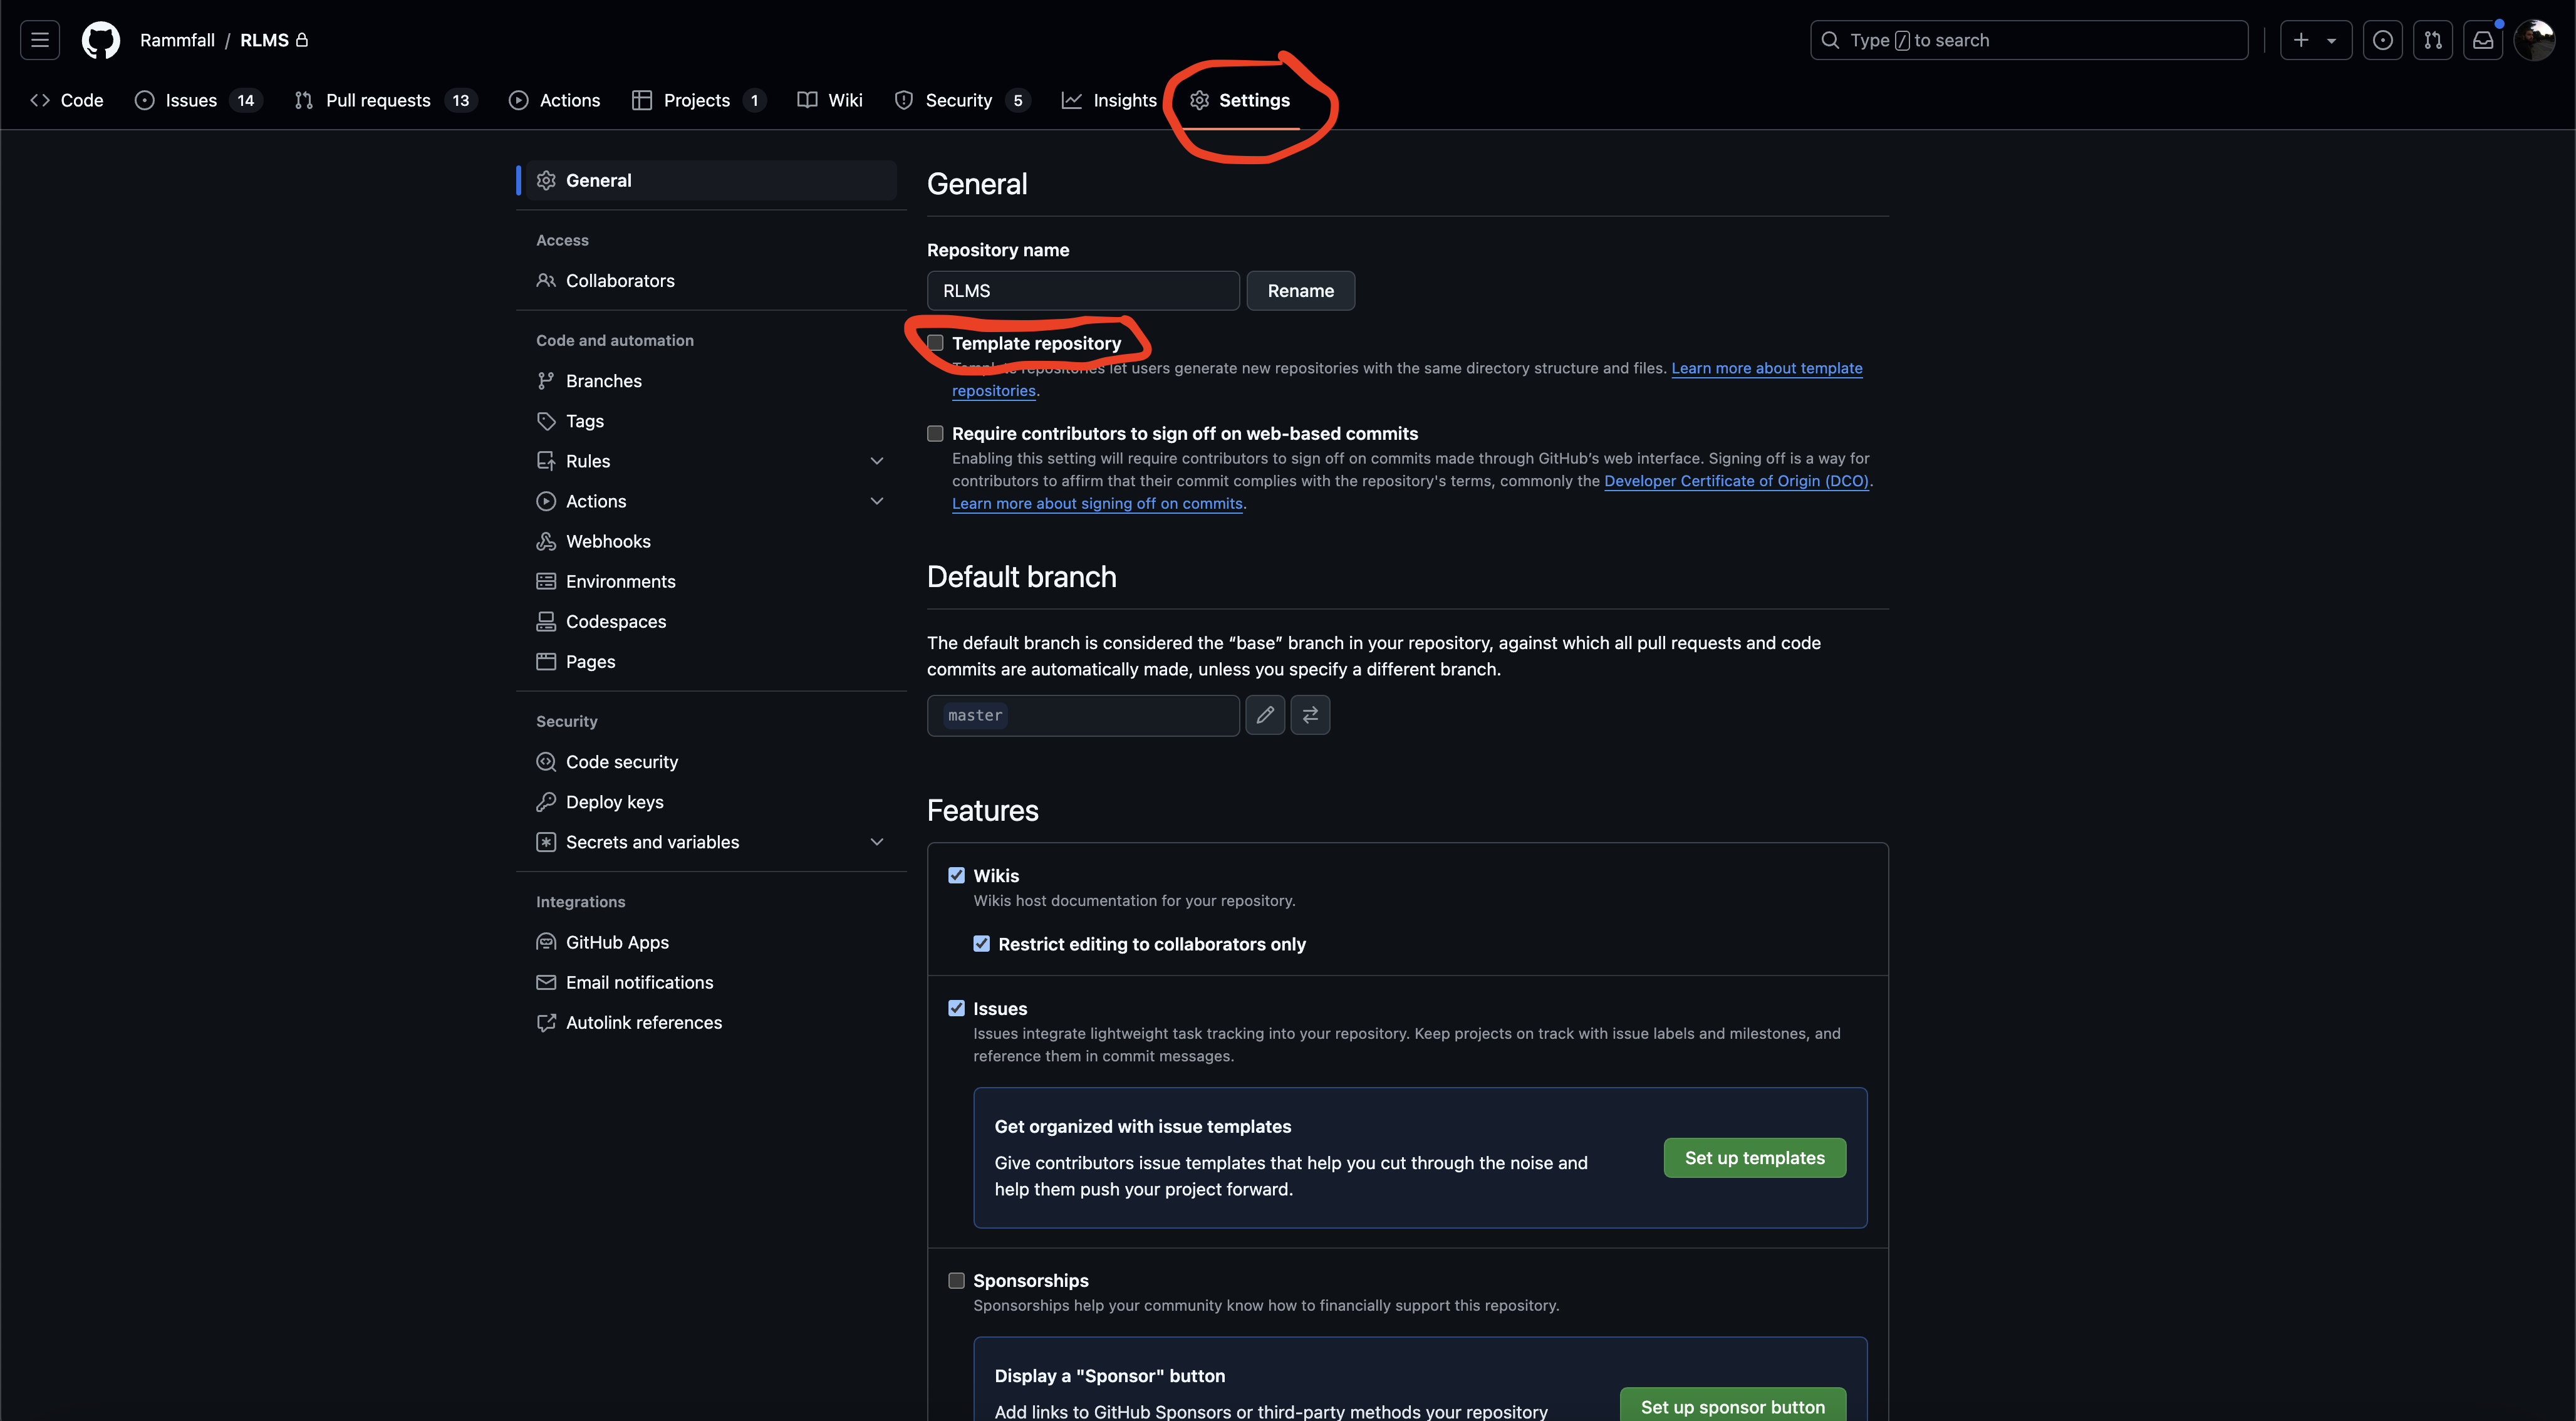 Rammfall / RLMS
Type / to search
Code
Issues 14
Pull requests 13
Actions
Projects 1
Wiki
Security 5
Insights
Settings
General
Access
Collaborators
Code and automation
Branches
Tags
Rules
Actions
Webhooks
Environments
Codespaces
Pages
Security
Code security
Deploy keys
Secrets and variables
Integrations
GitHub Apps
Email notifications
Autolink references
General
Repository name
RLMS
Rename
Template repository
Template repositories let users generate new repositories with the same directory structure and files. Learn more about template
repositories.
Require contributors to sign off on web-based commits
Enabling this setting will require contributors to sign off on commits made through GitHub’s web interface. Signing off is a way for
contributors to affirm that their commit complies with the repository's terms, commonly the Developer Certificate of Origin (DCO).
Learn more about signing off on commits.
Default branch
The default branch is considered the “base” branch in your repository, against which all pull requests and code
commits are automatically made, unless you specify a different branch.
master
Features
Wikis
Wikis host documentation for your repository.
Restrict editing to collaborators only
Issues
Issues integrate lightweight task tracking into your repository. Keep projects on track with issue labels and milestones, and
reference them in commit messages.
Get organized with issue templates
Give contributors issue templates that help you cut through the noise and
help them push your project forward.
Set up templates
Sponsorships
Sponsorships help your community know how to financially support this repository.
Display a "Sponsor" button
Add links to GitHub Sponsors or third-party methods your repository
Set up sponsor button